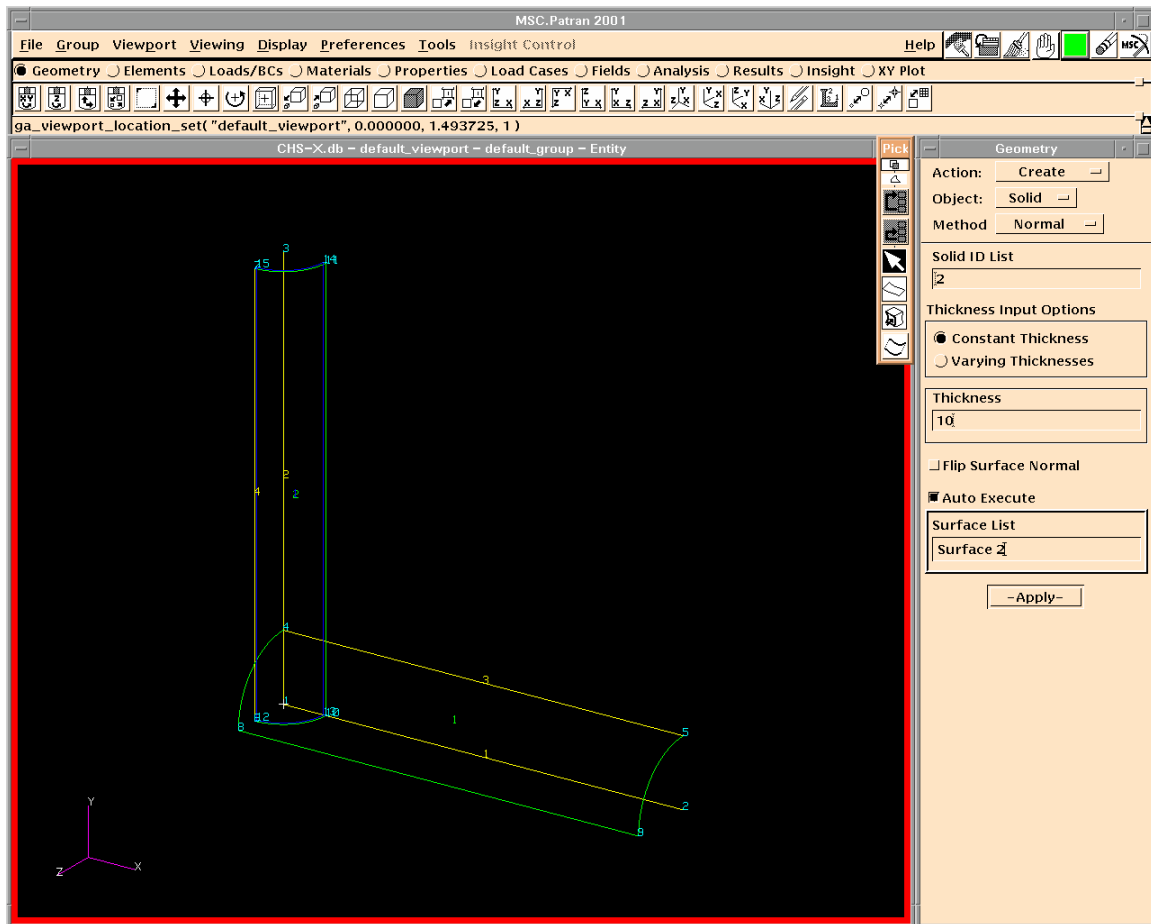 MSC.Patran 2001
File Group Viewport Viewing Display Preferences Tools Insight Control Help
MSC
Geometry Elements Loads/BCs Materials Properties Load Cases Fields Analysis Results Insight XY Plot
ga_viewport_location_set( "default_viewport", 0.000000, 1.493725, 1 )
CHS-X.db - default_viewport - default_group - Entity
Pick
Geometry
Action: Create
Object: Solid
Method Normal
Solid ID List
2
Thickness Input Options
Constant Thickness
Varying Thicknesses
Thickness
10
Flip Surface Normal
Auto Execute
Surface List
Surface 2
-Apply-
3
15
2
4
2
4
3
1
12
1
1
8
5
2
9
Y
Z
X